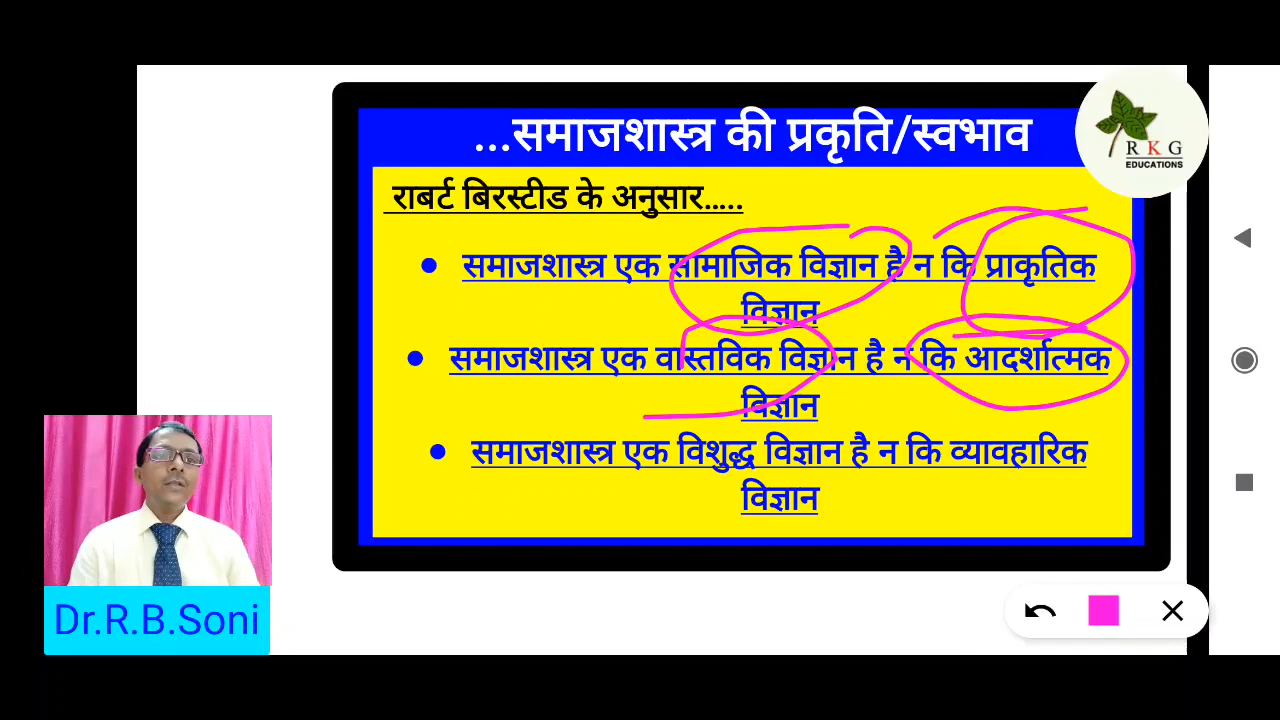 ...समाजशास्त्र की प्रकृति/स्वभाव
R K G
EDUCATIONS
राबर्ट बिरस्टीड के अनुसार.....
● समाजशास्त्र एक सामाजिक विज्ञान है न कि प्राकृतिक
विज्ञान
● समाजशास्त्र एक वास्तविक विज्ञान है न कि आदर्शात्मक
विज्ञान
● समाजशास्त्र एक विशुद्ध विज्ञान है न कि व्यावहारिक
विज्ञान
Dr.R.B.Soni